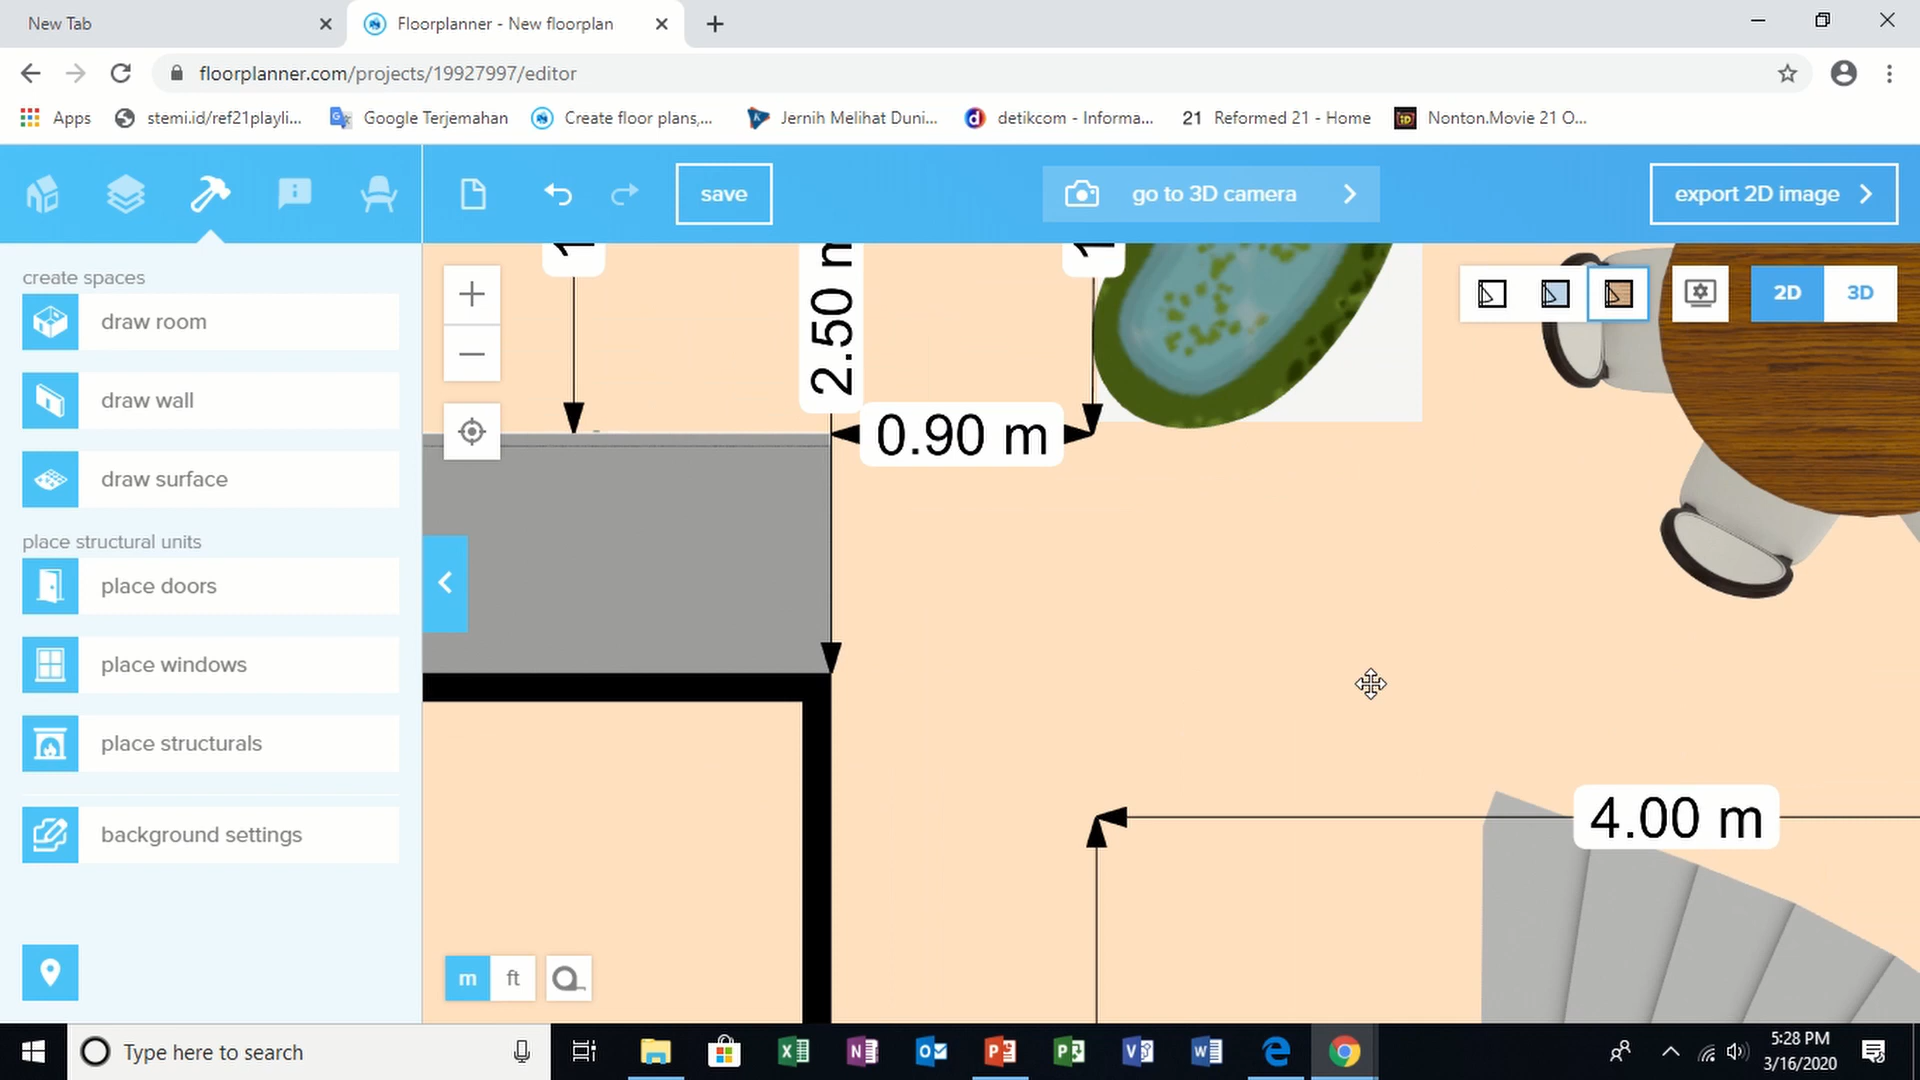 New Tab
Floorplanner - New floorplan
floorplanner.com/projects/19927997/editor
Apps
stemi.id/ref21playli...
Google Terjemahan
Create floor plans,...
Jernih Melihat Duni...
detikcom - Informa...
21 Reformed 21 - Home
Nonton.Movie 21 O...
save
go to 3D camera
export 2D image
create spaces
draw room
draw wall
draw surface
place structural units
place doors
place windows
place structurals
background settings
2.50 m
0.90 m
4.00 m
2D
3D
m
ft
Type here to search
5:28 PM
3/16/2020